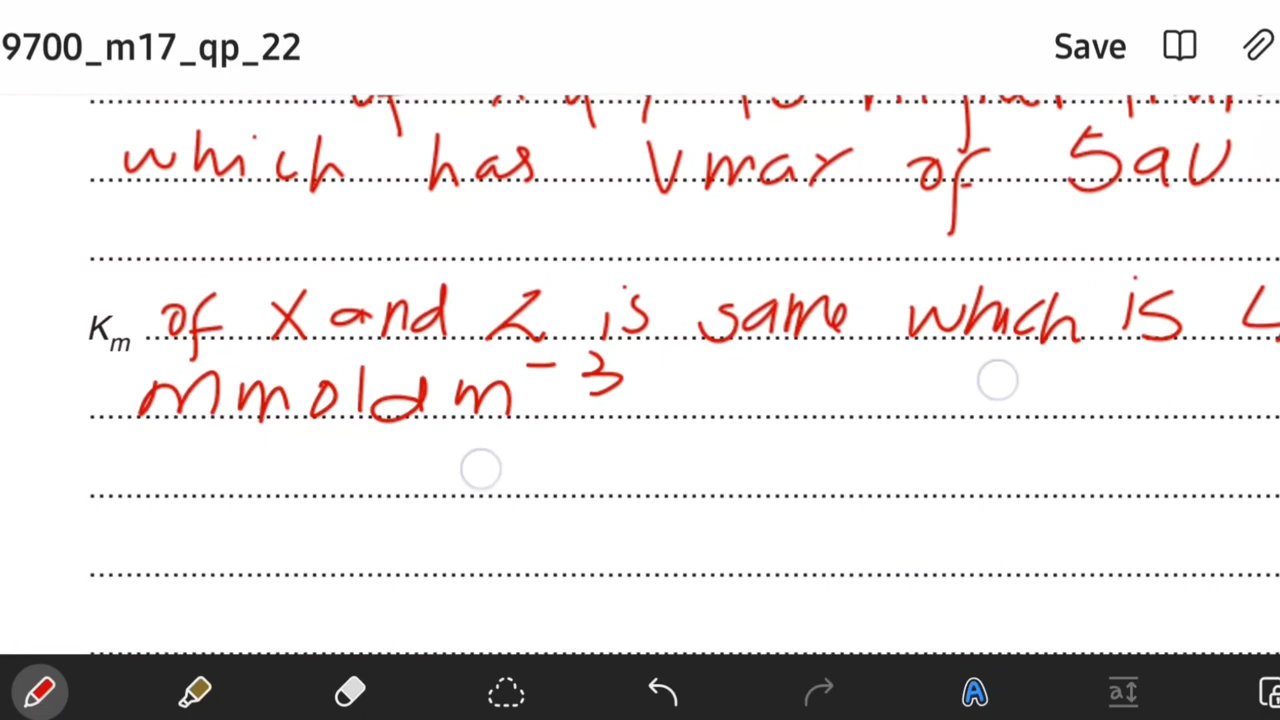 9700_m17_qp_22 Save
which has Vmax of 5au
Km of X and Z is same which is
mmoldm⁻³